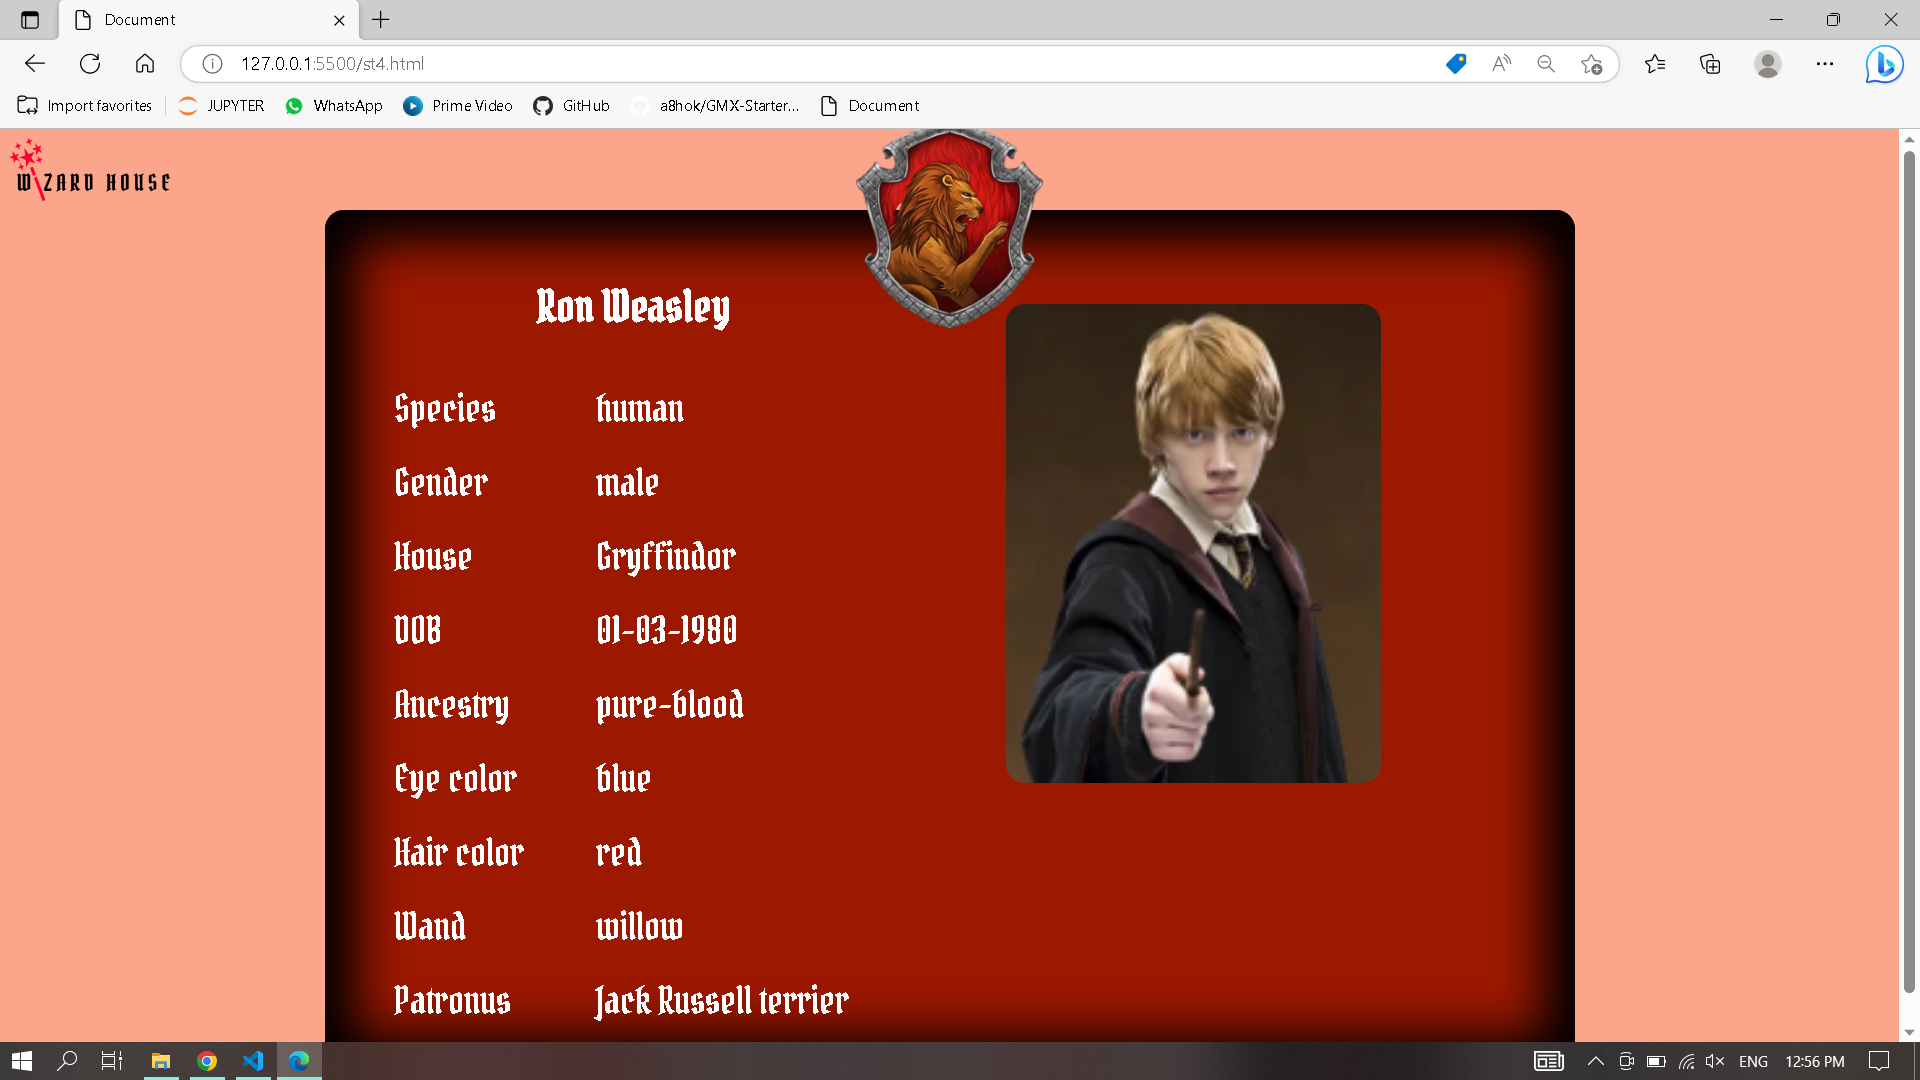 Document
127.0.0.1:5500/st4.html
Import favorites JUPYTER WhatsApp Prime Video GitHub a8hok/GMX-Starter... Document
WIZARD HOUSE
Ron Weasley
Species human
Gender male
House Gryffindor
DOB 01-03-1980
Ancestry pure-blood
Eye color blue
Hair color red
Wand willow
Patronus Jack Russell terrier
ENG 12:56 PM